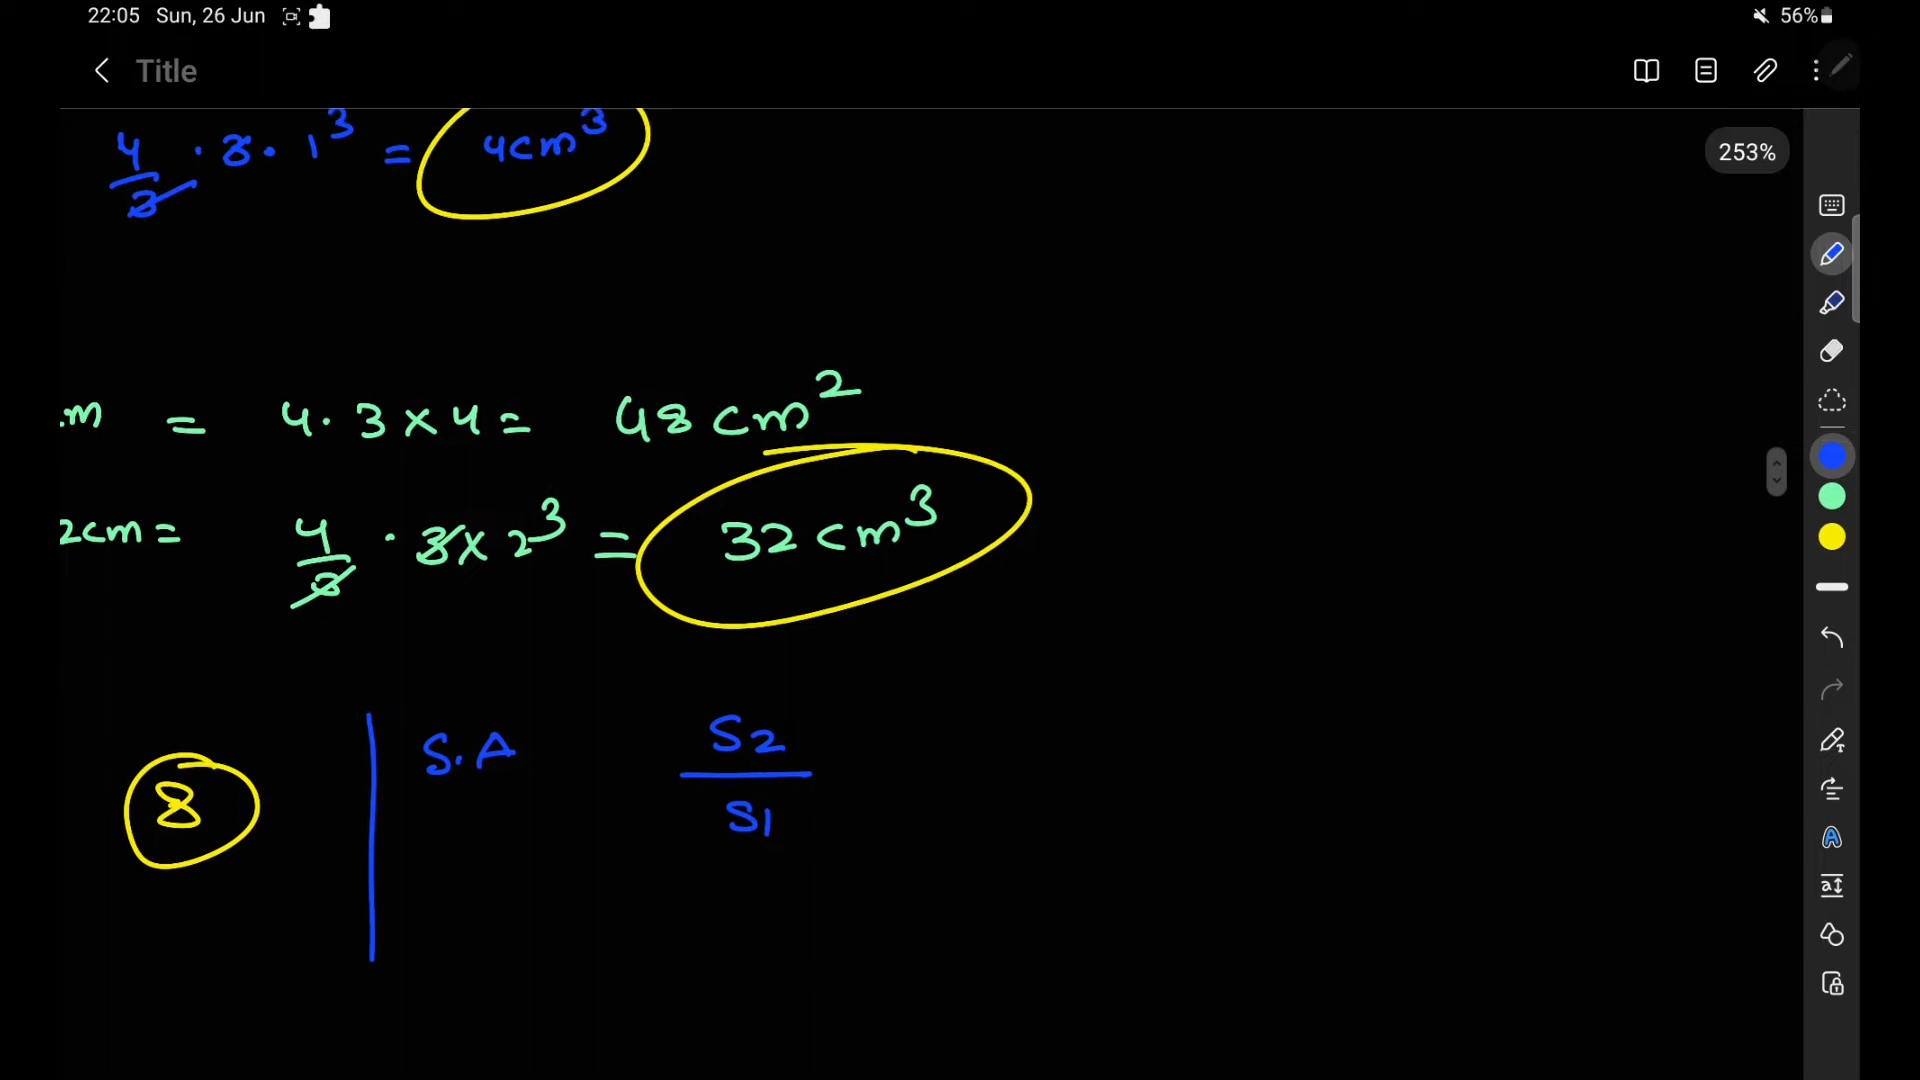 22:05 Sun, 26 Jun 56%
Title
4/3 · 3 · 1³ = 4cm³
253%
.m = 4 · 3 × 4 = 48 cm²
2cm = 4/3 · 3 × 2³ = 32 cm³
8 S.A S2/S1